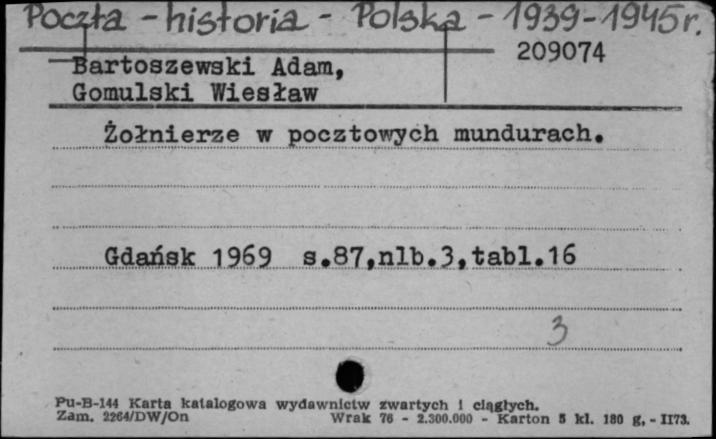 Poczta - historia - Polska - 1939-1945r.
209074
Bartoszewski Adam,
Gomulski Wiesław
Żołnierze w pocztowych mundurach.
Gdańsk 1969 s.87,nlb.3,tabl.16
3
Pu-B-144 Karta katalogowa wydawnictw zwartych i ciągłych.
Zam. 2264/DW/On Wrak 76 - 2.300.000 - Karton 5 kl. 180 g, - II73.